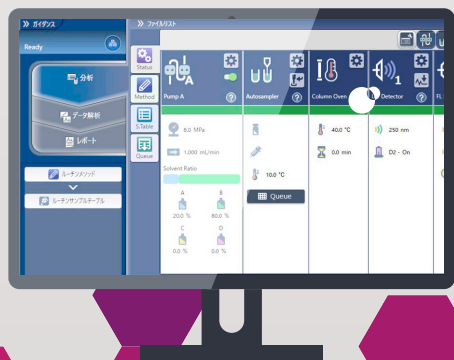 ガイダンス
ファイルリスト
Ready
Status
Method
S.Table
Queue
分析
データ解析
レポート
ルーチンメソッド
ルーチンサンプルテーブル
Pump A
Autosampler
Column Oven
Detector
FL
6.0 MPa
1.000 mL/min
Solvent Ratio
A B
20.0 % 80.0 %
C D
0.0 % 0.0 %
10.0 °C
Queue
40.0 °C
0.0 min
250 nm
D2 - On